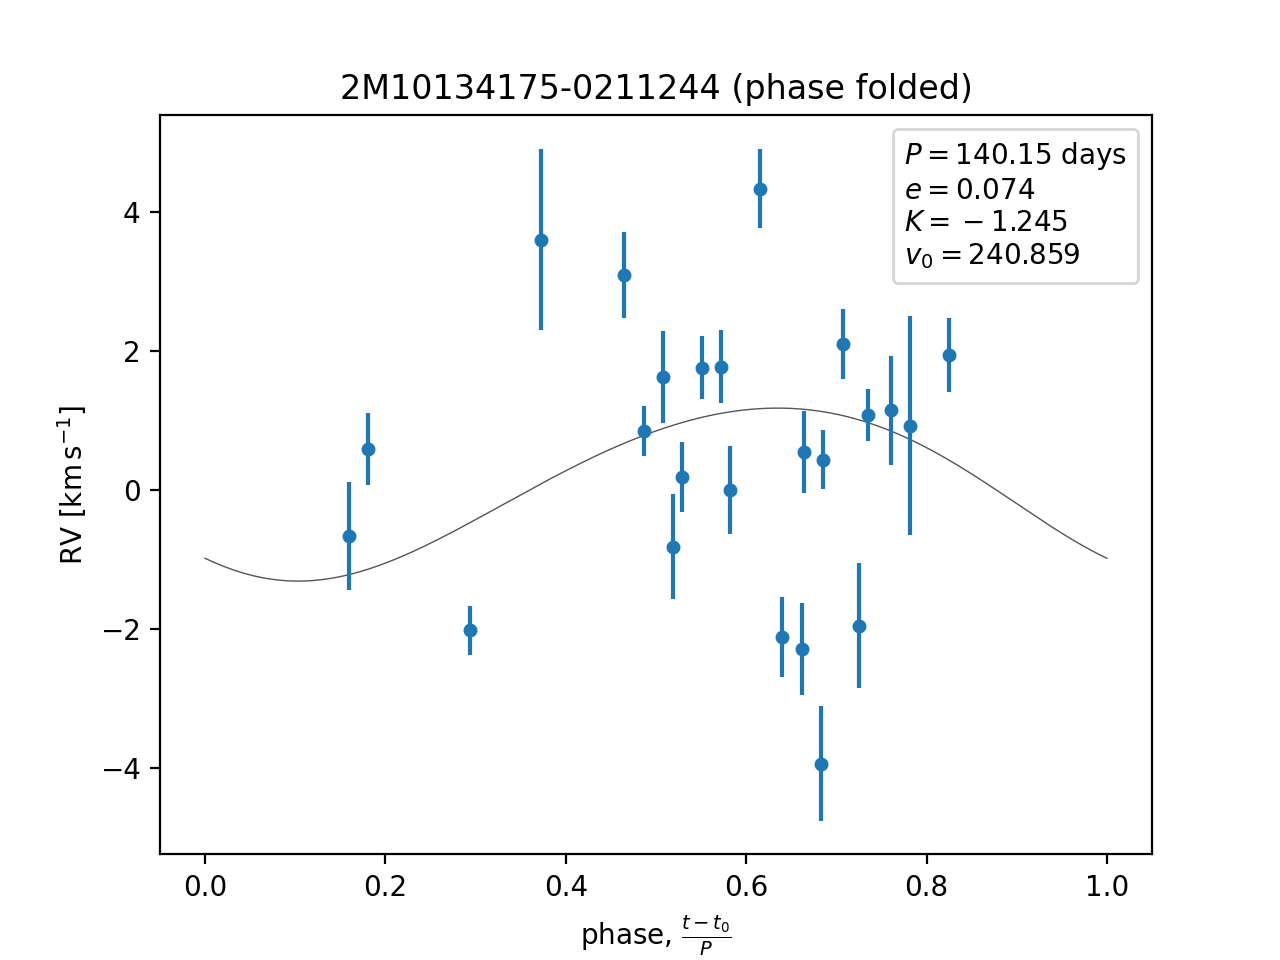 2M10134175-0211244 (phase folded)
P = 140.15 days
e = 0.074
K = −1.245
v₀ = 240.859
RV [km s⁻¹]
4
2
0
−2
−4
0.0 0.2 0.4 0.6 0.8 1.0
phase, (t − t₀)/P